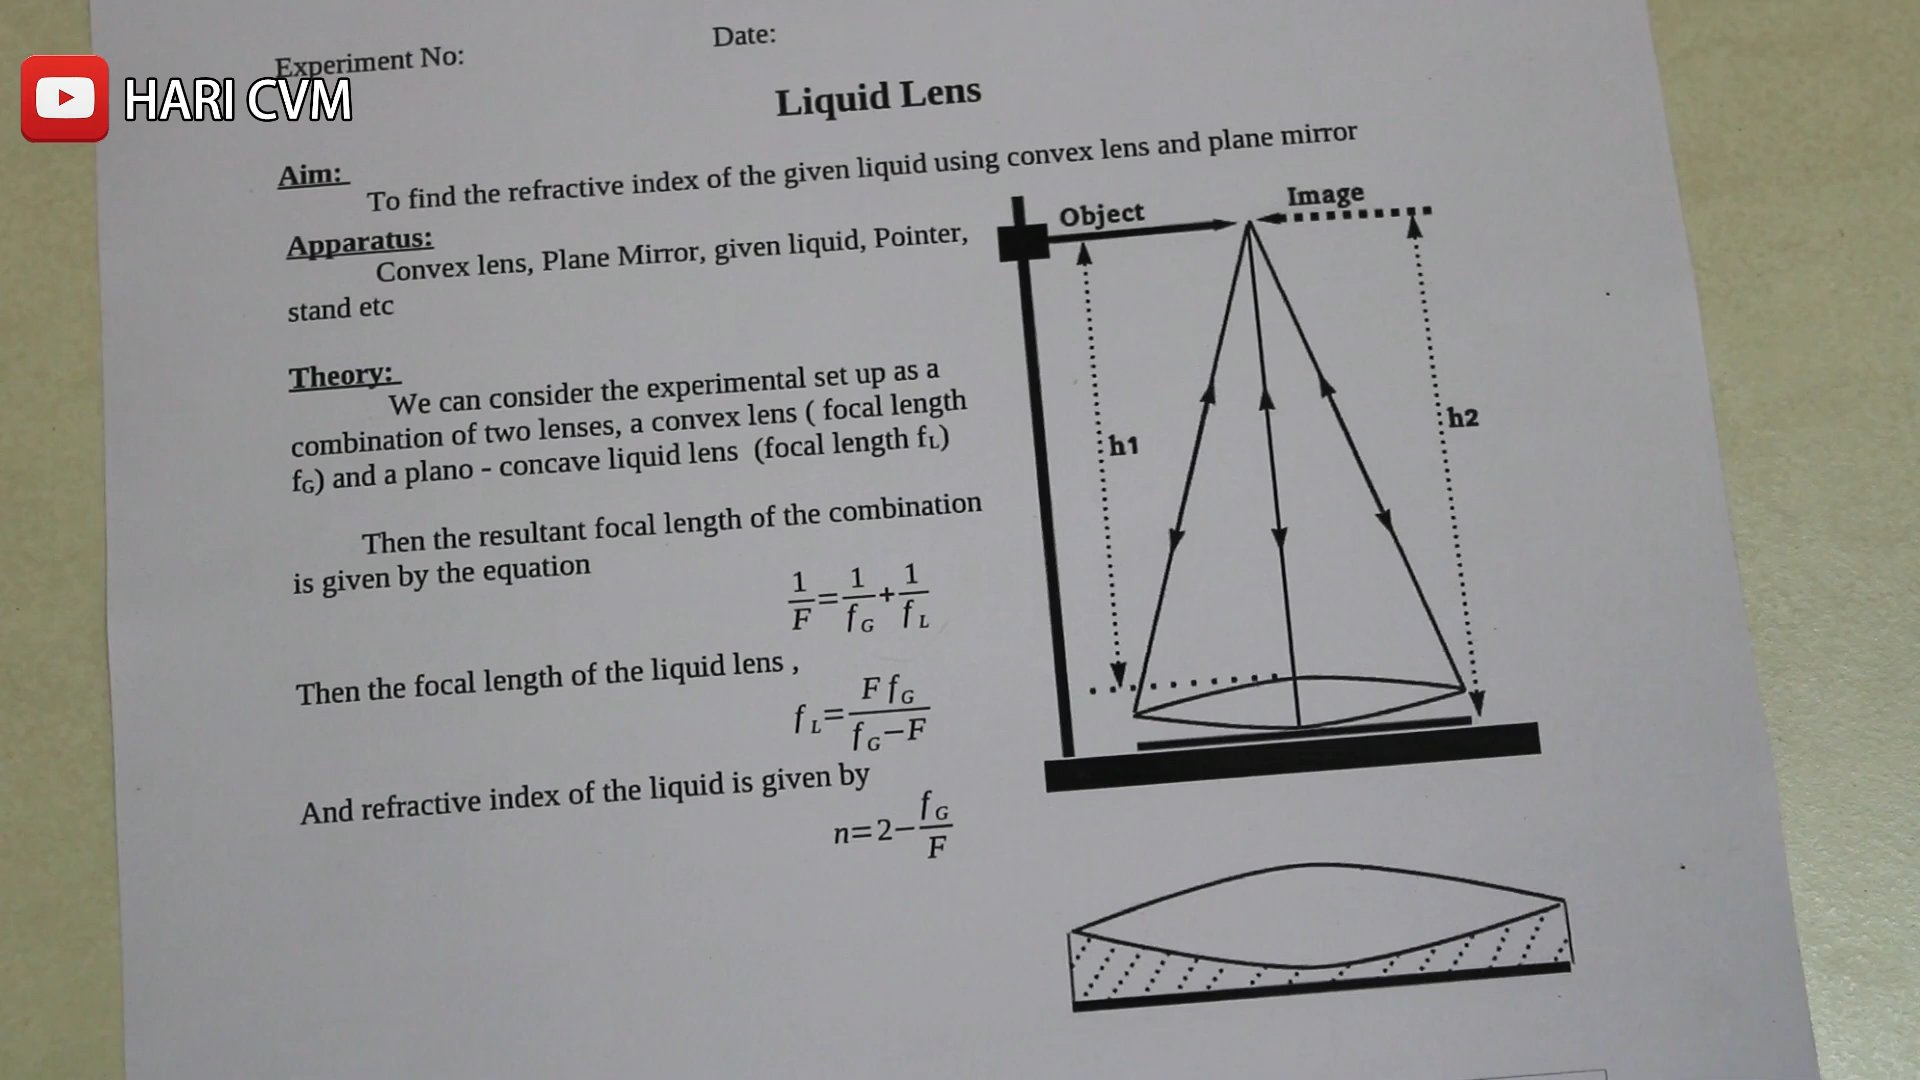 HARI CVM
Experiment No:
Date:
Liquid Lens
Aim:
To find the refractive index of the given liquid using convex lens and plane mirror
Apparatus:
Convex lens, Plane Mirror, given liquid, Pointer,
stand etc
Theory:
We can consider the experimental set up as a
combination of two lenses, a convex lens ( focal length
fG) and a plano - concave liquid lens (focal length fL)
Then the resultant focal length of the combination
is given by the equation
1/F = 1/fG + 1/fL
Then the focal length of the liquid lens ,
fL = F fG / fG − F
And refractive index of the liquid is given by
n = 2 − fG/F
Object
Image
h1
h2